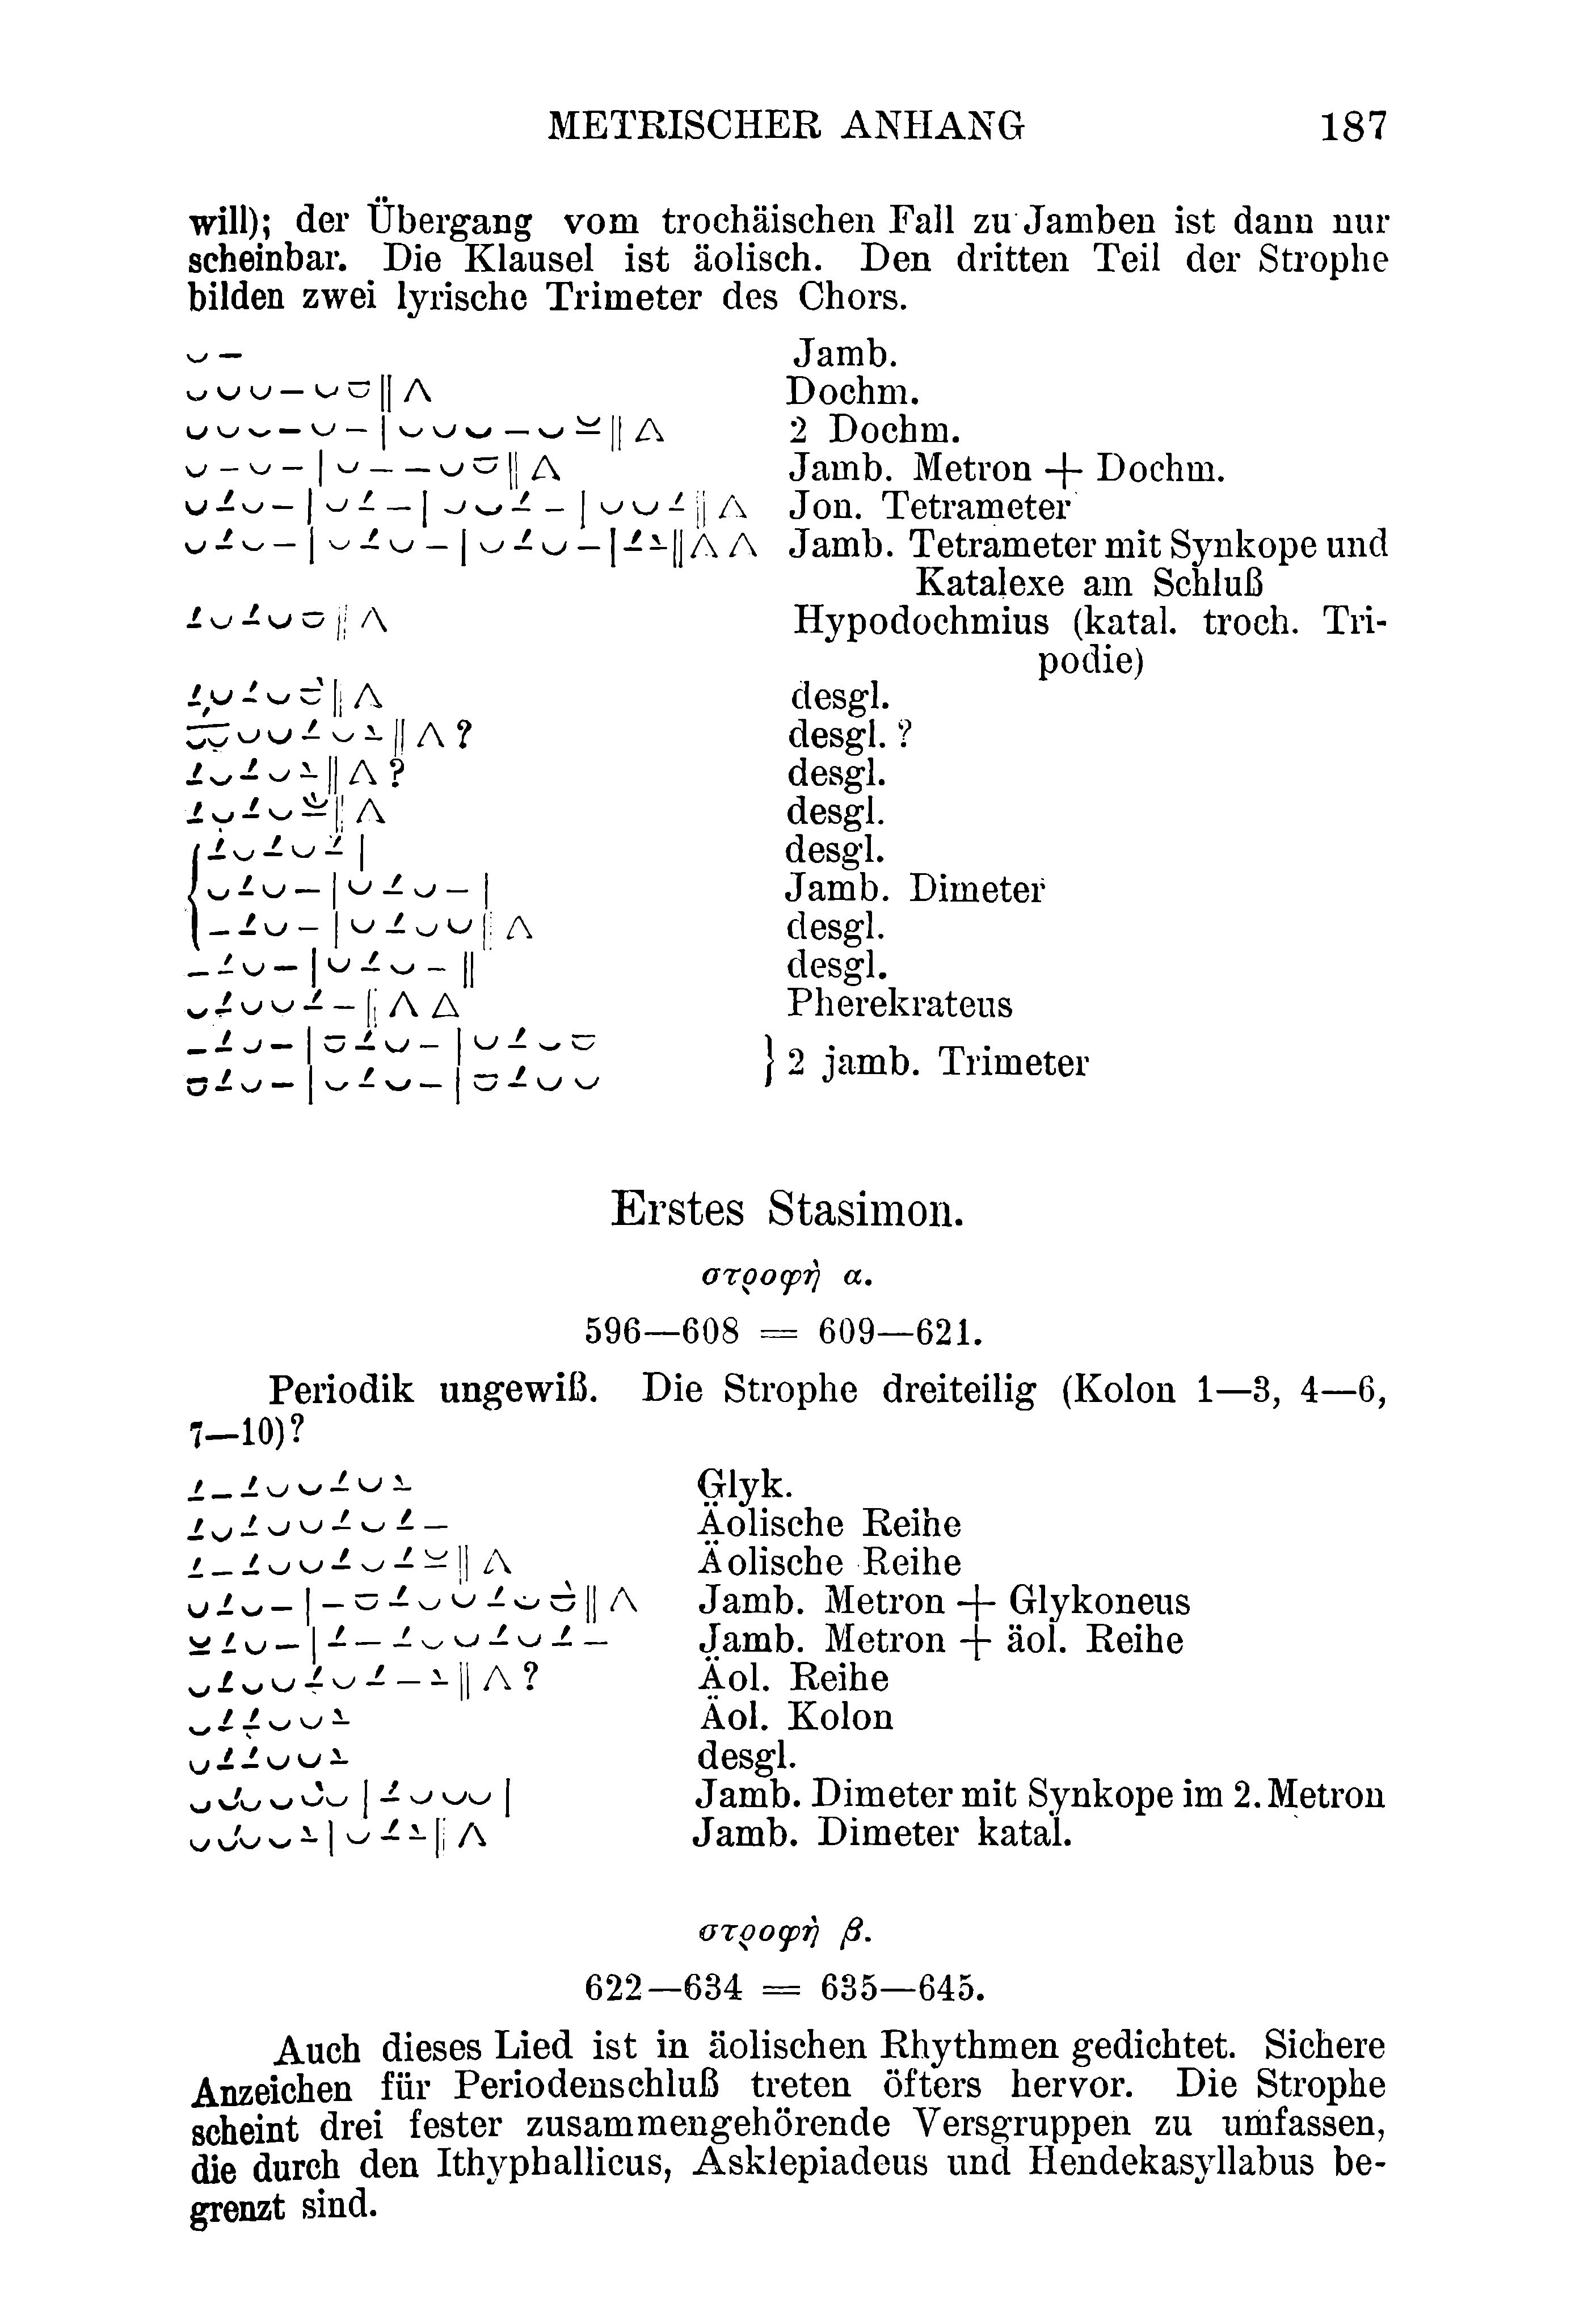 METRISCHER ANHANG 187
will); der Übergang vom trochäischen Fall zu Jamben ist dann nur
scheinbar. Die Klausel ist äolisch. Den dritten Teil der Strophe
bilden zwei lyrische Trimeter des Chors.
⏑ – Jamb.
⏑⏑⏑–⏑⏓‖ Λ Dochm.
⏑⏑⏑–⏑–|⏑⏑⏑–⏑⏓‖ Λ 2 Dochm.
⏑–⏑–|⏑––⏑⏓‖ Λ Jamb. Metron + Dochm.
Jon. Tetrameter
Jamb. Tetrameter mit Synkope und
Katalexe am Schluß
Hypodochmius (katal. troch. Tri-
podie)
desgl.
desgl.?
desgl.
desgl.
desgl.
Jamb. Dimeter
desgl.
desgl.
Pherekrateus
} 2 jamb. Trimeter
Erstes Stasimon.
στροφὴ α.
596—608 = 609—621.
Periodik ungewiß. Die Strophe dreiteilig (Kolon 1—3, 4—6,
7—10)?
Glyk.
Äolische Reihe
Äolische Reihe
Jamb. Metron + Glykoneus
Jamb. Metron + äol. Reihe
Äol. Reihe
Äol. Kolon
desgl.
Jamb. Dimeter mit Synkope im 2. Metron
Jamb. Dimeter katal.
στροφὴ β.
622—634 = 635—645.
Auch dieses Lied ist in äolischen Rhythmen gedichtet. Sichere
Anzeichen für Periodenschluß treten öfters hervor. Die Strophe
scheint drei fester zusammengehörende Versgruppen zu umfassen,
die durch den Ithyphallicus, Asklepiadeus und Hendekasyllabus be-
grenzt sind.